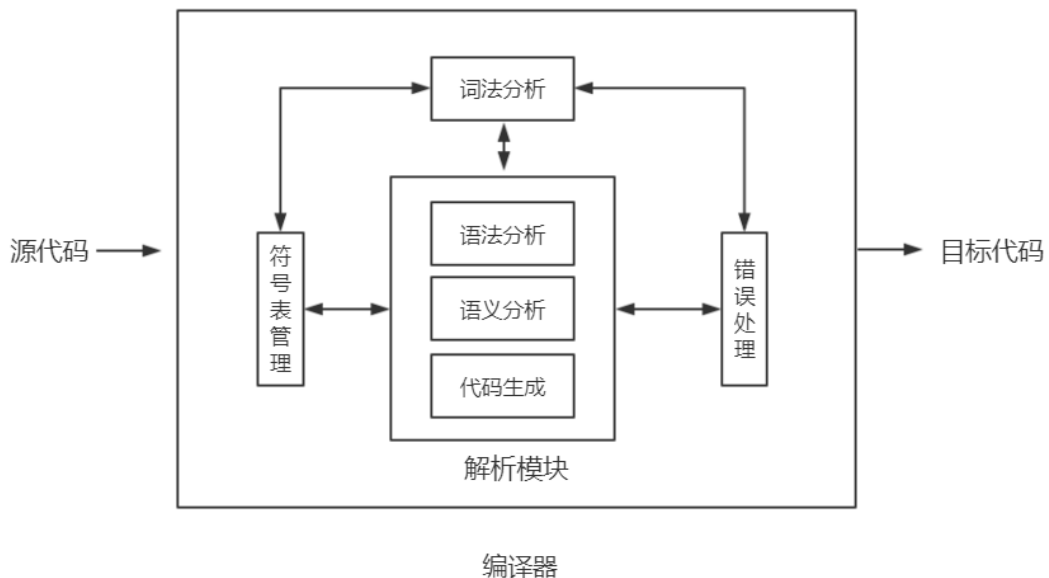 词法分析
源代码
符号表管理
语法分析
语义分析
代码生成
解析模块
错误处理
目标代码
编译器